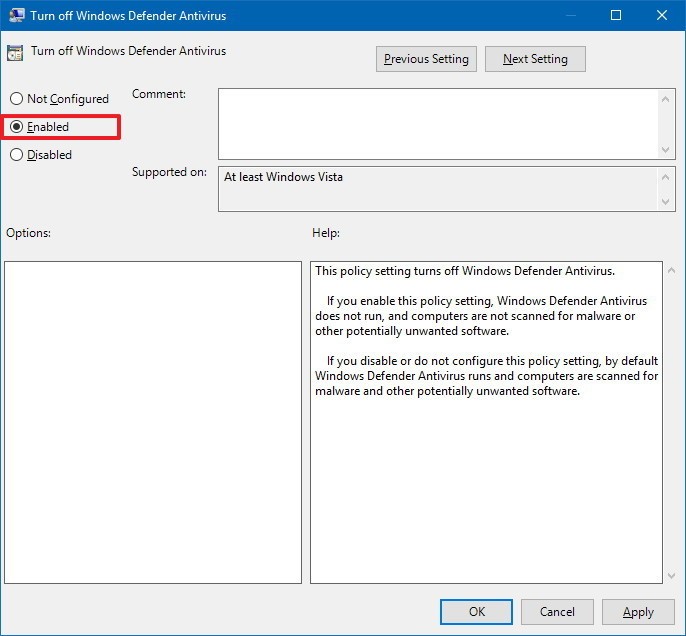 Turn off Windows Defender Antivirus
Turn off Windows Defender Antivirus
Previous Setting
Next Setting
Not Configured
Enabled
Disabled
Comment:
Supported on:
At least Windows Vista
Options:
Help:
This policy setting turns off Windows Defender Antivirus.
If you enable this policy setting, Windows Defender Antivirus
does not run, and computers are not scanned for malware or
other potentially unwanted software.
If you disable or do not configure this policy setting, by default
Windows Defender Antivirus runs and computers are scanned for
malware and other potentially unwanted software.
OK
Cancel
Apply